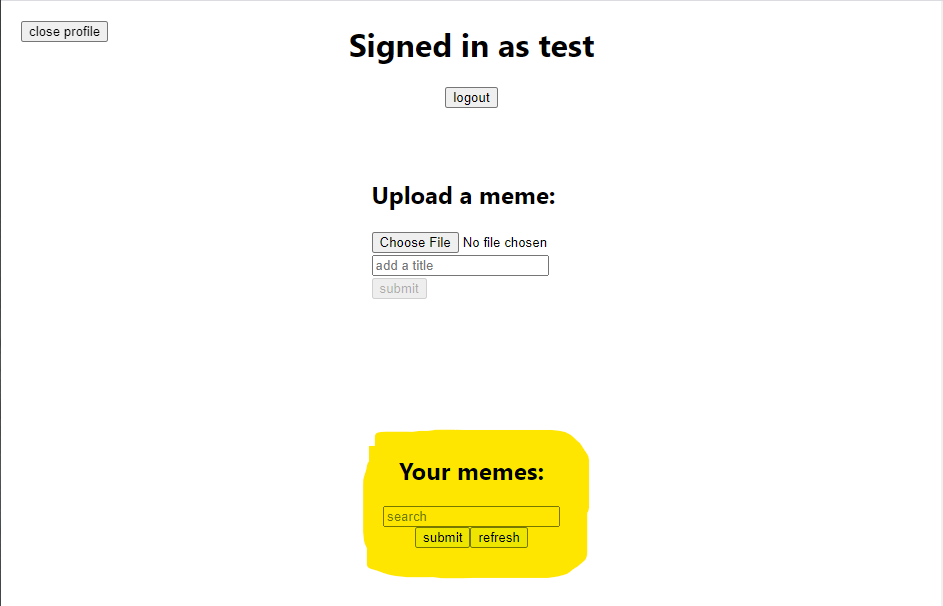 close profile
Signed in as test
logout
Upload a meme:
Choose File No file chosen
add a title
submit
Your memes:
search
submit refresh